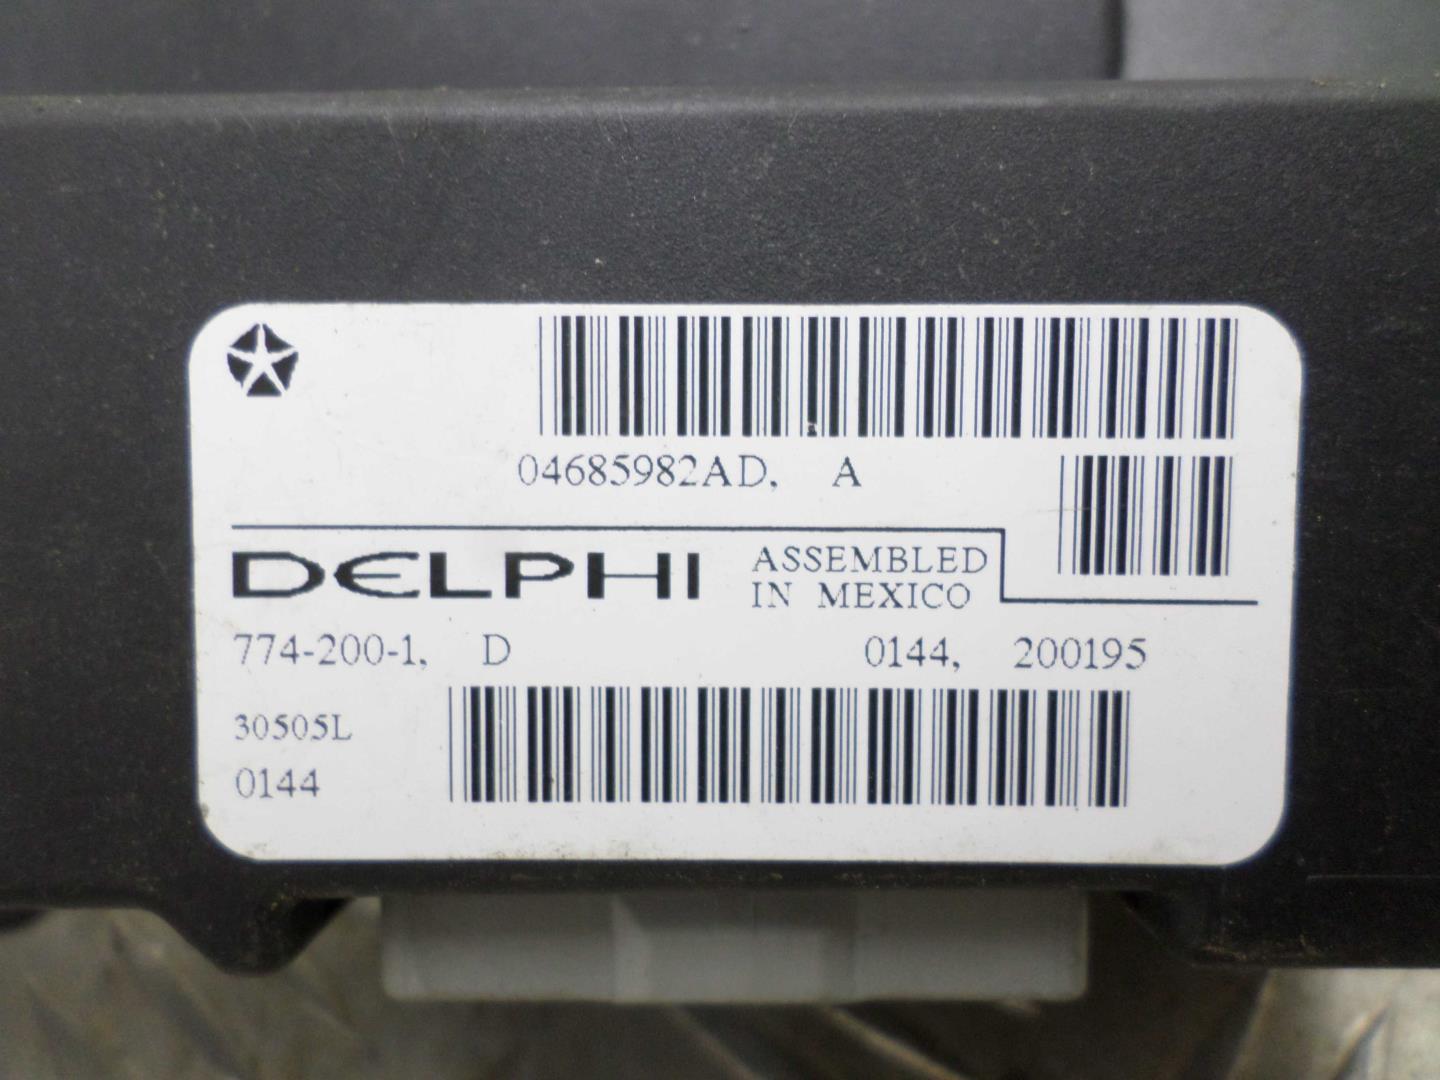 04685982AD, A
DELPHI ASSEMBLED
IN MEXICO
774-200-1, D 0144, 200195
30505L
0144